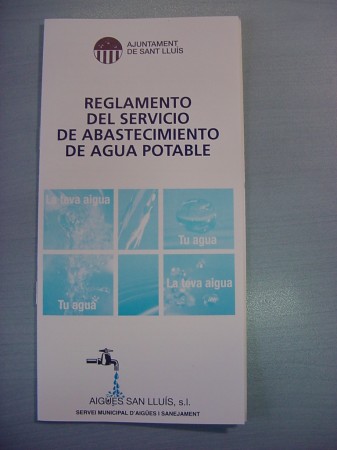 AJUNTAMENT
DE SANT LLUÍS
REGLAMENTO
DEL SERVICIO
DE ABASTECIMIENTO
DE AGUA POTABLE
La teva aigua
Tu agua
Tu agua
La teva aigua
AIGÜES SAN LLUÍS, s.l.
SERVEI MUNICIPAL D'AIGÜES I SANEJAMENT